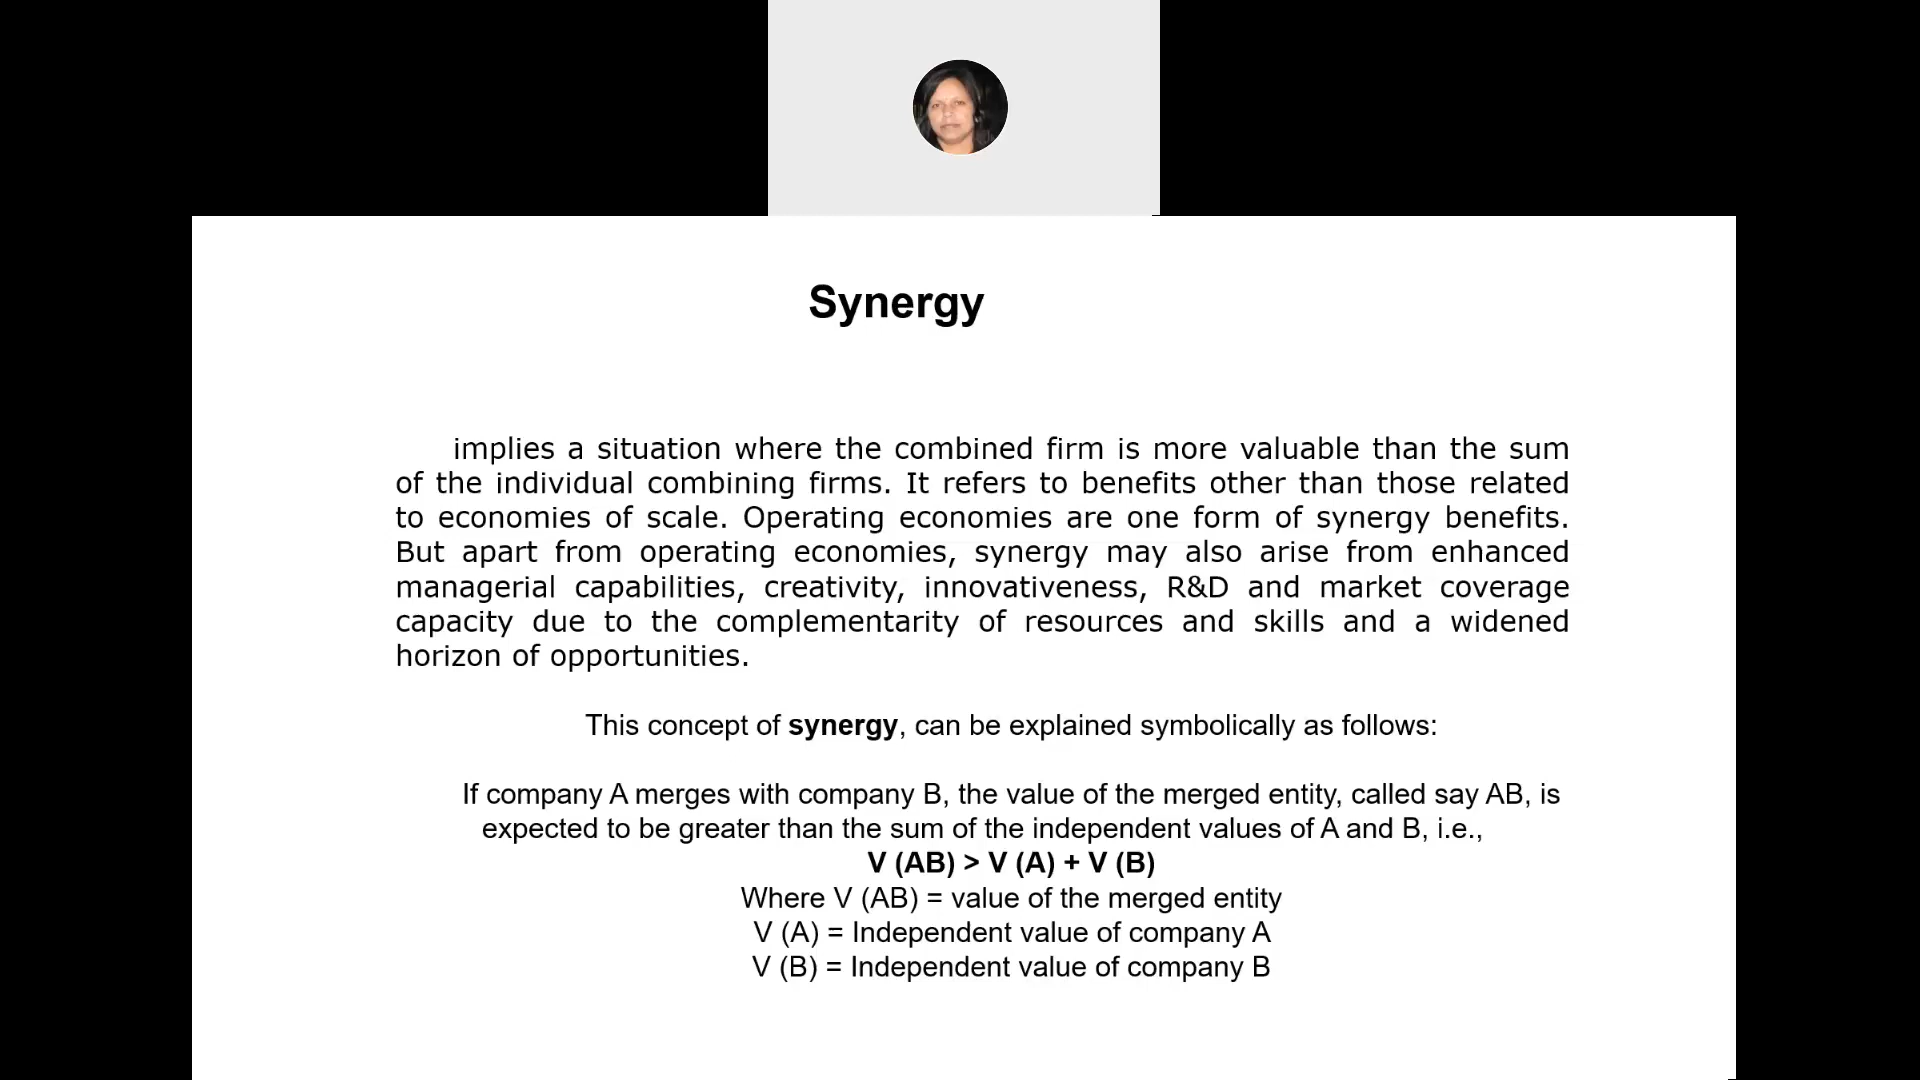 Synergy
implies a situation where the combined firm is more valuable than the sum
of the individual combining firms. It refers to benefits other than those related
to economies of scale. Operating economies are one form of synergy benefits.
But apart from operating economies, synergy may also arise from enhanced
managerial capabilities, creativity, innovativeness, R&D and market coverage
capacity due to the complementarity of resources and skills and a widened
horizon of opportunities.
This concept of synergy, can be explained symbolically as follows:
If company A merges with company B, the value of the merged entity, called say AB, is
expected to be greater than the sum of the independent values of A and B, i.e.,
V (AB) > V (A) + V (B)
Where V (AB) = value of the merged entity
V (A) = Independent value of company A
V (B) = Independent value of company B